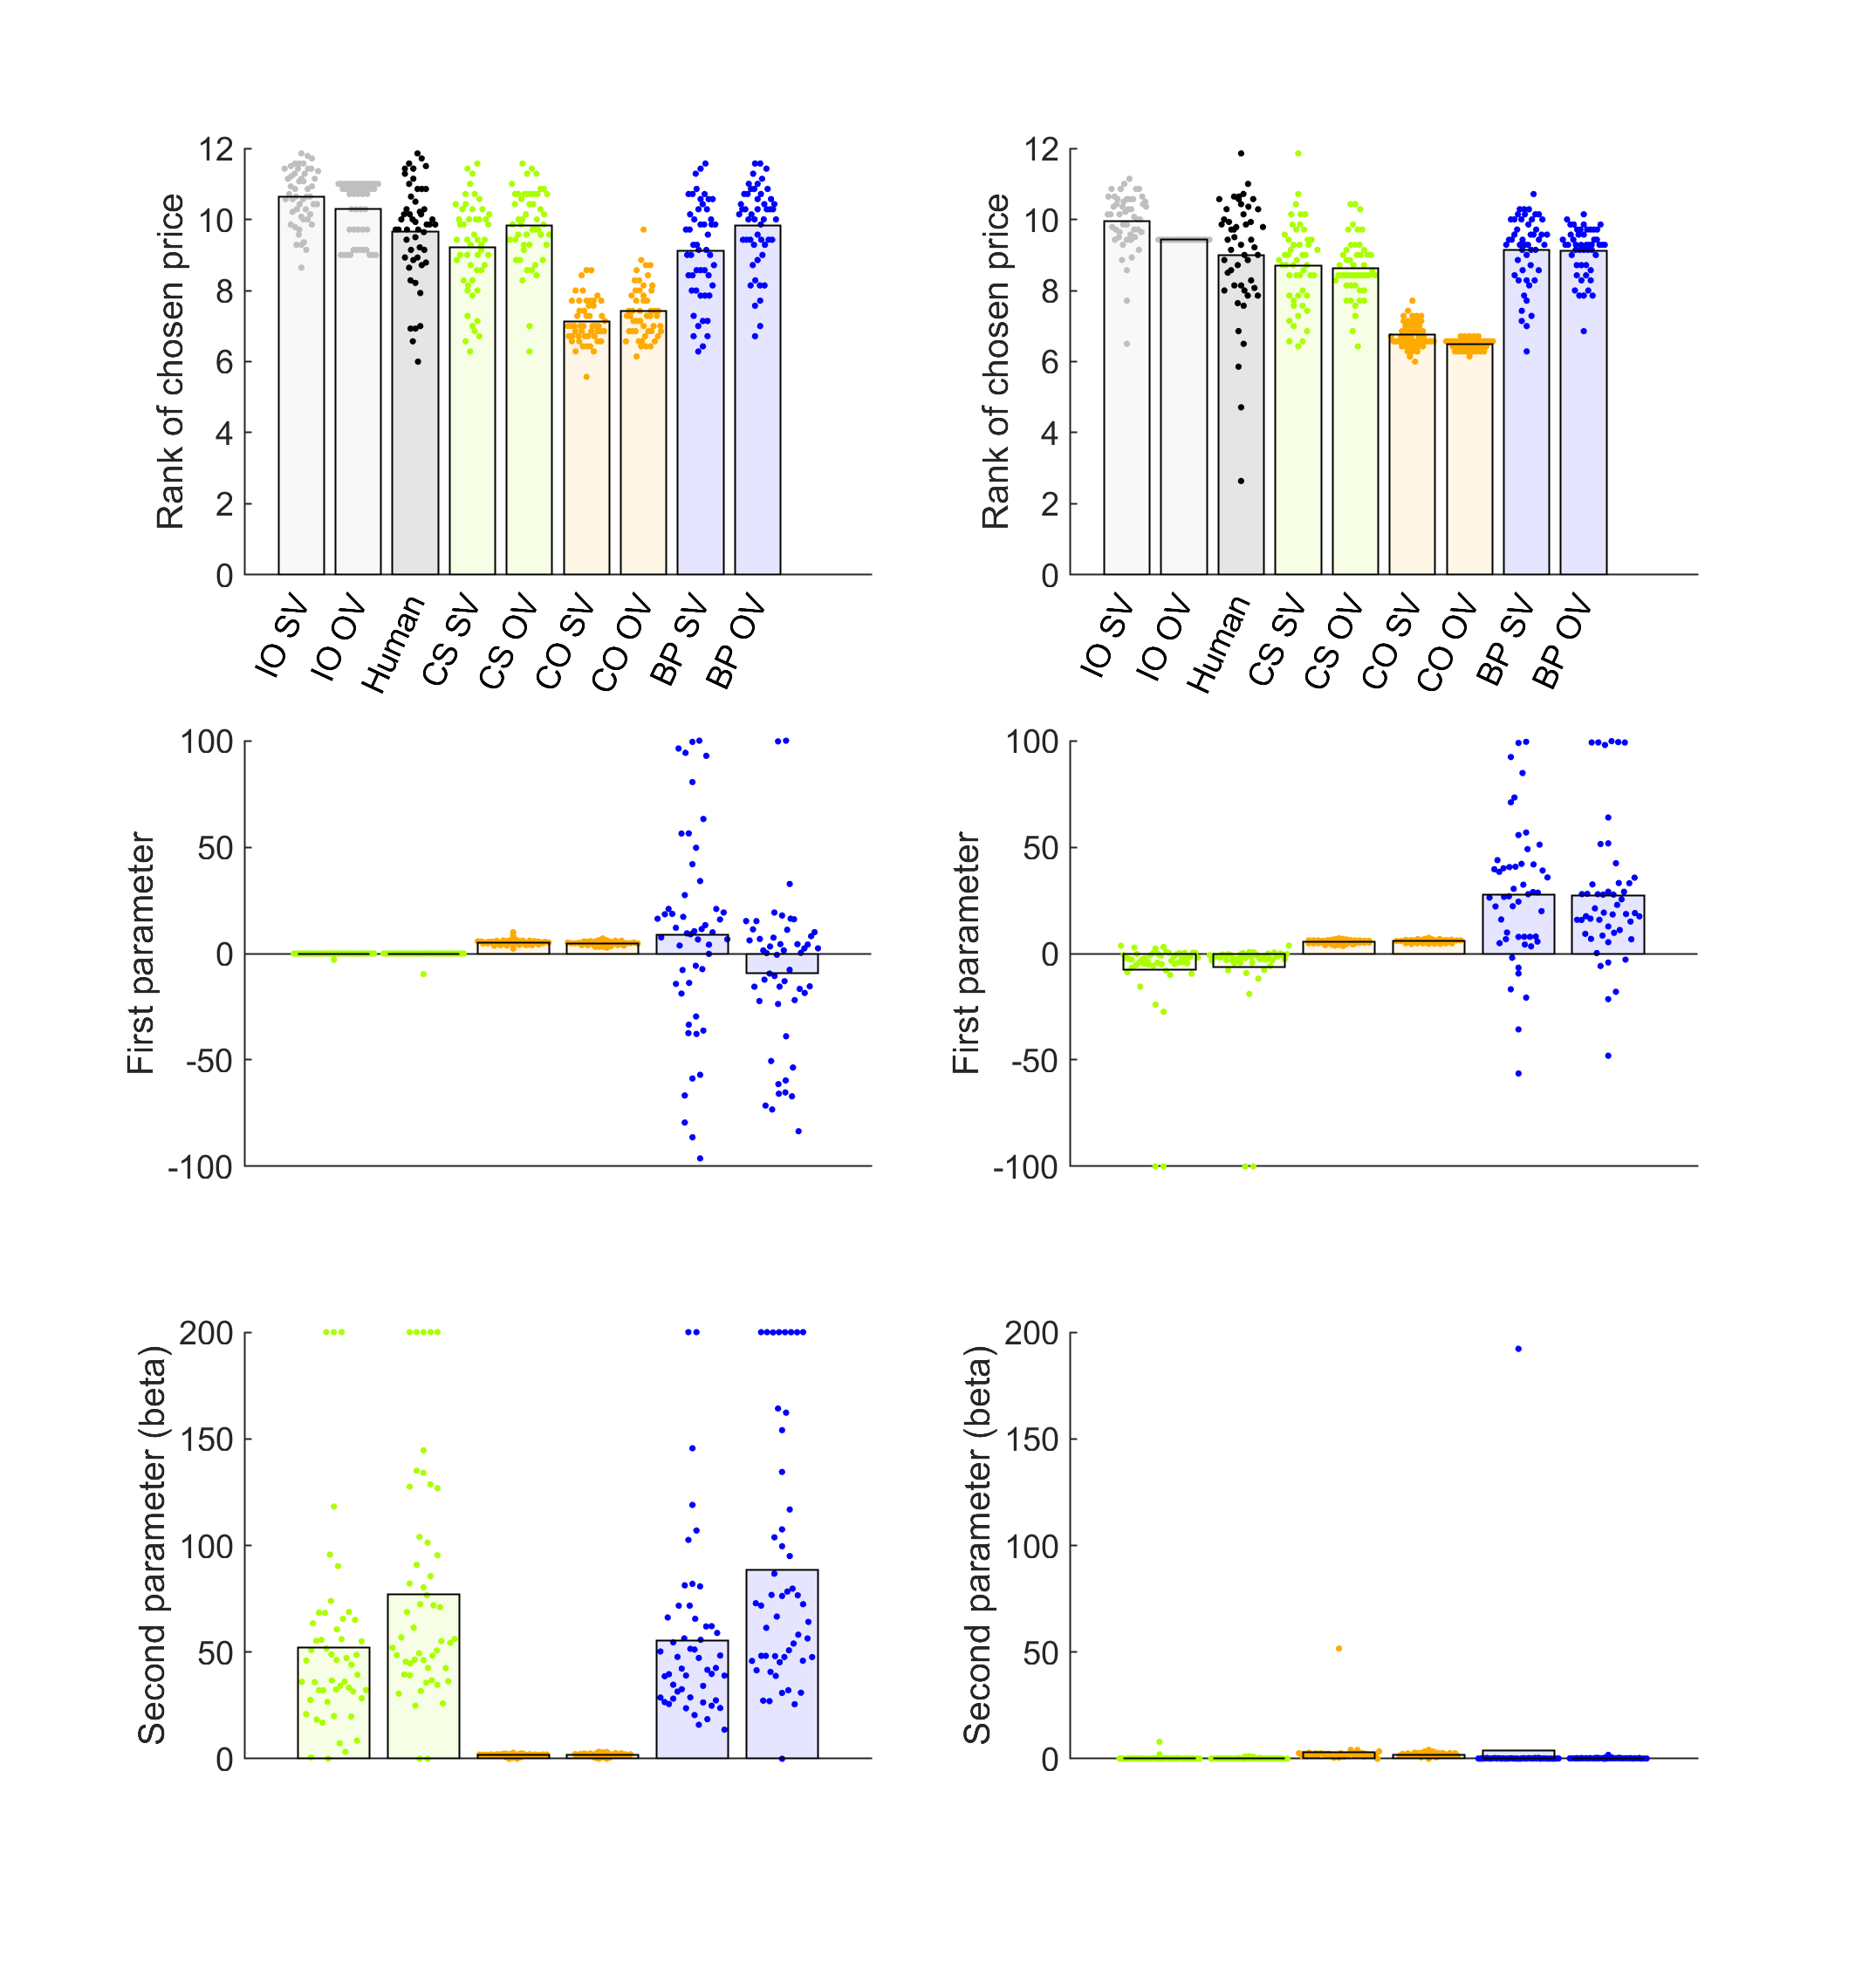 Rank of chosen price
12
10
8
6
4
2
0
IO SV
IO OV
Human
CS SV
CS OV
CO SV
CO OV
BP SV
BP OV
Rank of chosen price
12
10
8
6
4
2
0
IO SV
IO OV
Human
CS SV
CS OV
CO SV
CO OV
BP SV
BP OV
First parameter
100
50
0
-50
-100
First parameter
100
50
0
-50
-100
Second parameter (beta)
200
150
100
50
0
Second parameter (beta)
200
150
100
50
0